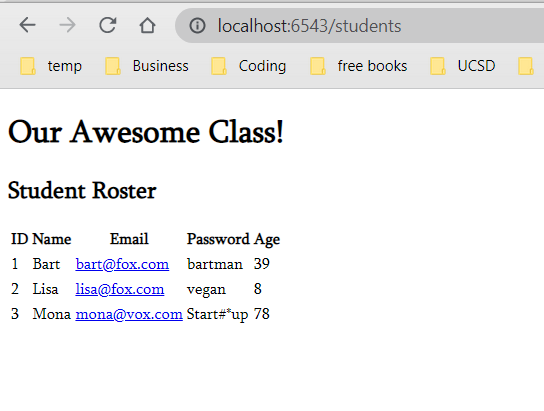 localhost:6543/students
temp Business Coding free books UCSD
Our Awesome Class!
Student Roster
ID Name Email Password Age
1 Bart bart@fox.com bartman 39
2 Lisa lisa@fox.com vegan 8
3 Mona mona@vox.com Start#*up 78